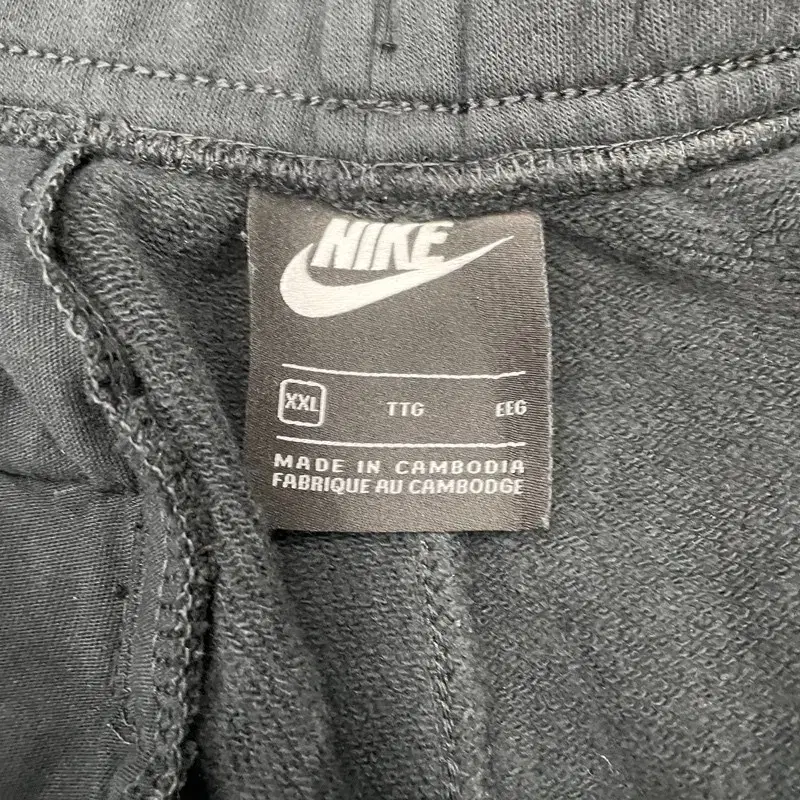 NIKE
XXL TTG EEG
MADE IN CAMBODIA
FABRIQUE AU CAMBODGE